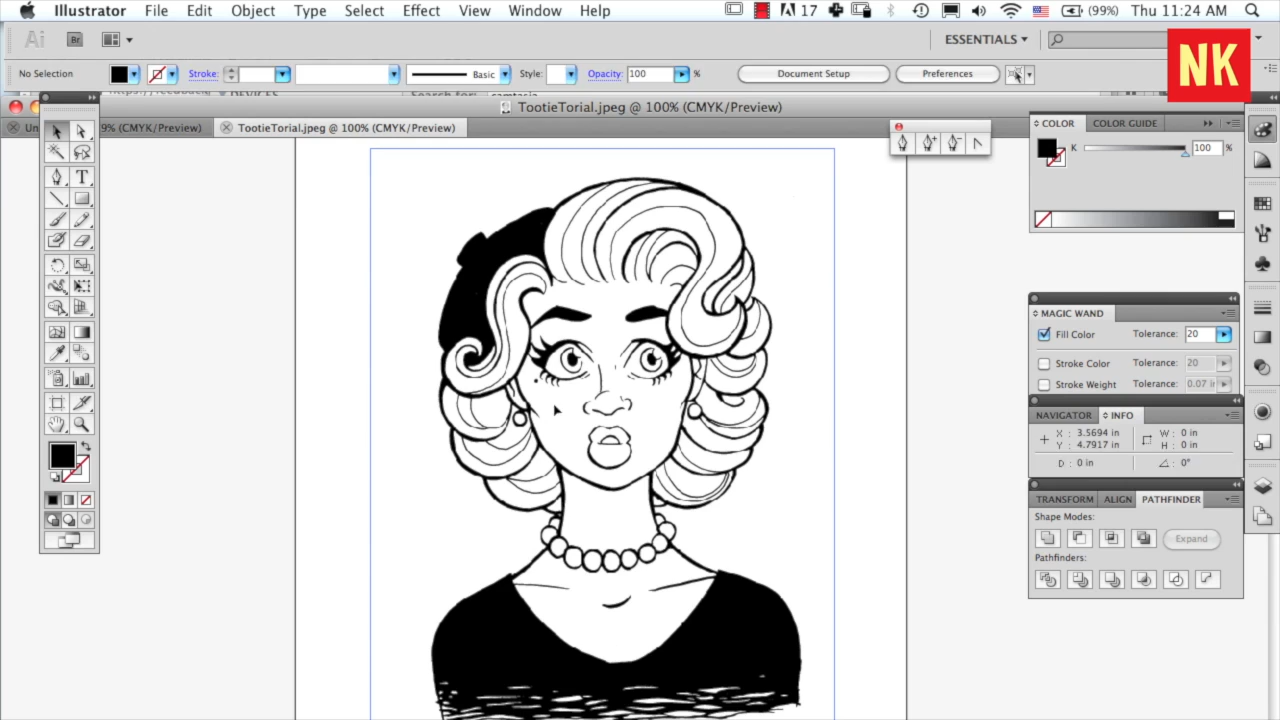 Illustrator File Edit Object Type Select Effect View Window Help 17 (99%) Thu 11:24 AM
Ai Br ESSENTIALS
NK
No Selection Stroke: Basic Style: Opacity: 100 % Document Setup Preferences
TootieTorial.jpeg @ 100% (CMYK/Preview)
9% (CMYK/Preview) TootieTorial.jpeg @ 100% (CMYK/Preview)
COLOR COLOR GUIDE
K 100 %
T
MAGIC WAND
Fill Color Tolerance: 20
Stroke Color Tolerance: 20
Stroke Weight Tolerance: 0.07
NAVIGATOR INFO
X : 3.5694 in W: 0 in
Y : 4.7917 in H: 0 in
D: 0 in : 0°
TRANSFORM ALIGN PATHFINDER
Shape Modes:
Expand
Pathfinders: